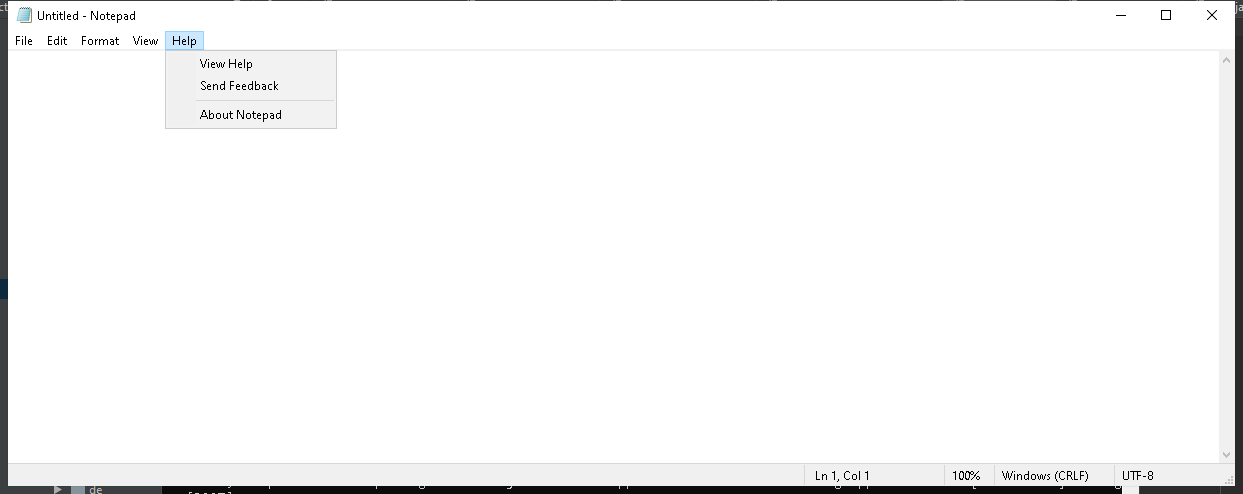 Untitled - Notepad
File Edit Format View Help
View Help
Send Feedback
About Notepad
Ln 1, Col 1 100% Windows (CRLF) UTF-8
de